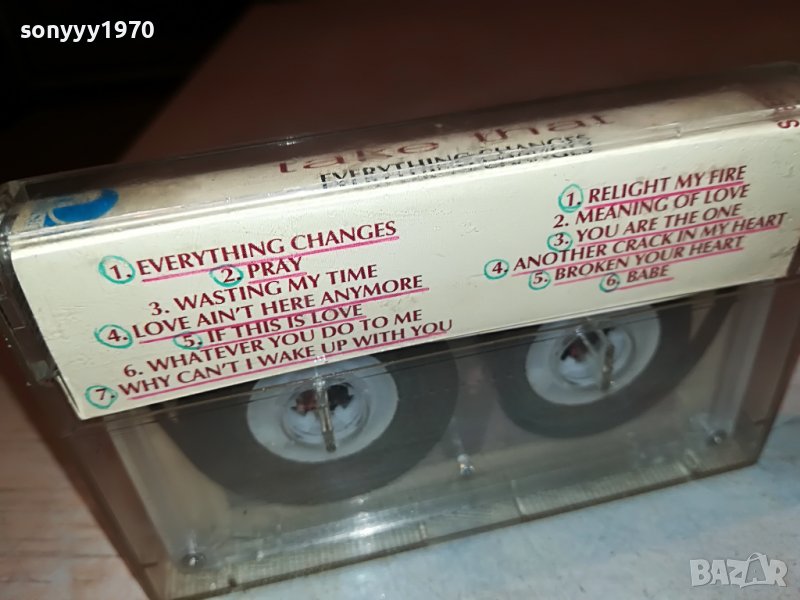 sonyyy1970
take that
EVERYTHING CHANGES
1. EVERYTHING CHANGES
2. PRAY
3. WASTING MY TIME
4. LOVE AIN'T HERE ANYMORE
5. IF THIS IS LOVE
6. WHATEVER YOU DO TO ME
7. WHY CAN'T I WAKE UP WITH YOU
1. RELIGHT MY FIRE
2. MEANING OF LOVE
3. YOU ARE THE ONE
4. ANOTHER CRACK IN MY HEART
5. BROKEN YOUR HEART
6. BABE
BAZAR